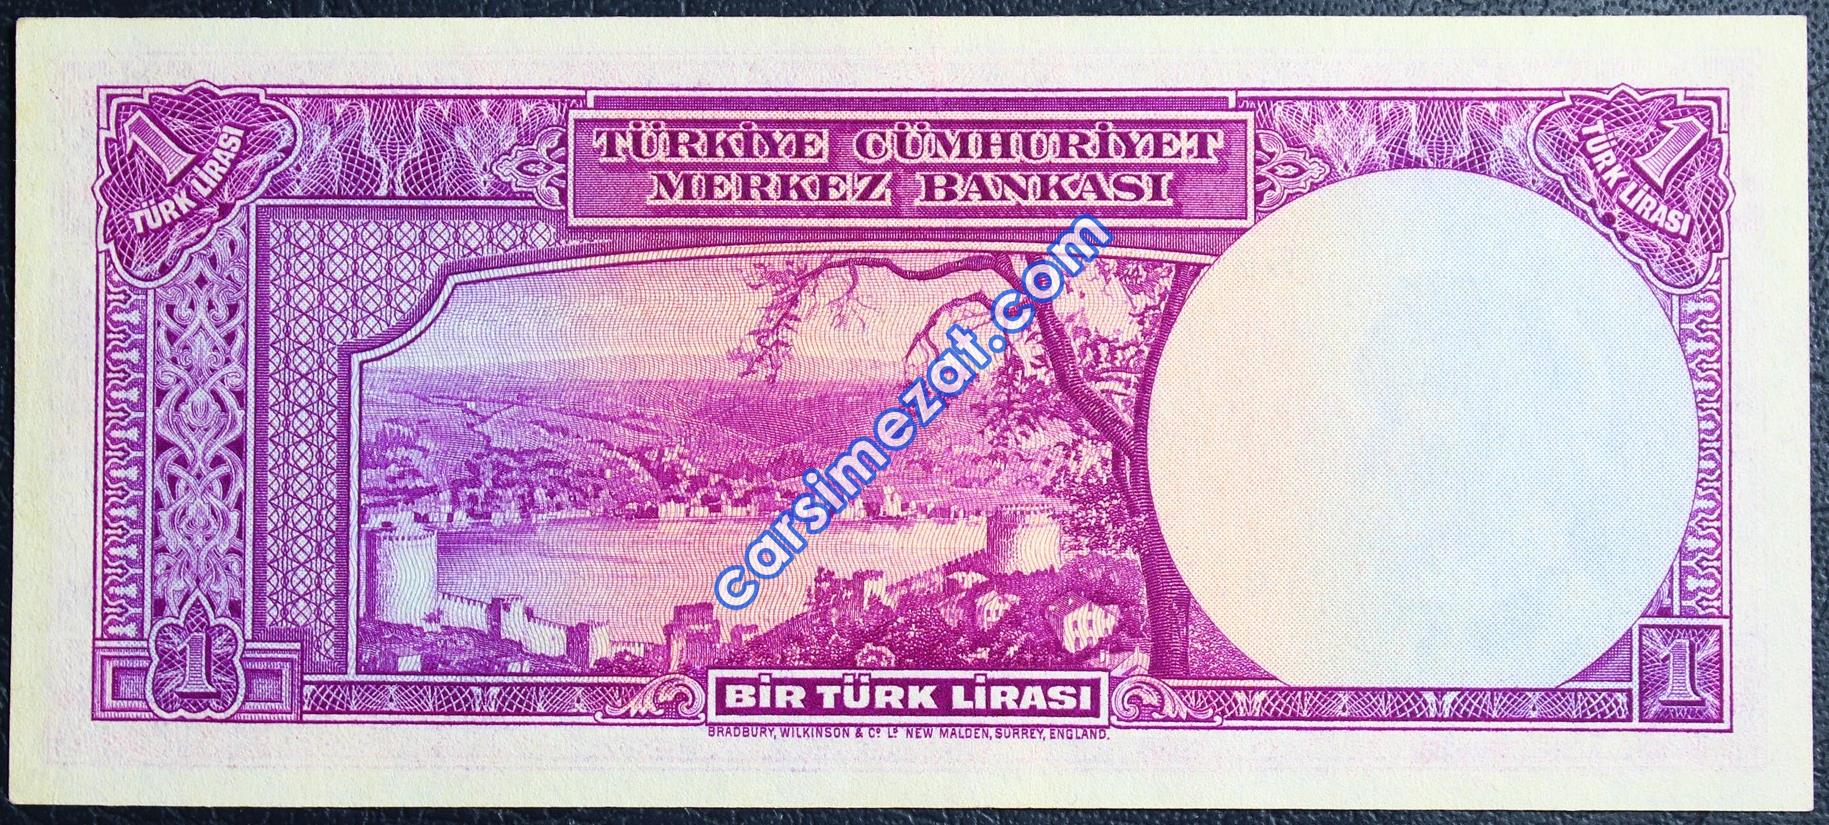 1
TÜRK LİRASİ
TÜRKİYE CÜMHURİYET
MERKEZ BANKASI
1
TÜRK LİRASİ
carsimezat.com
1
BİR TÜRK LİRASI
1
BRADBURY, WILKINSON & Cº Lº NEW MALDEN, SURREY, ENGLAND.